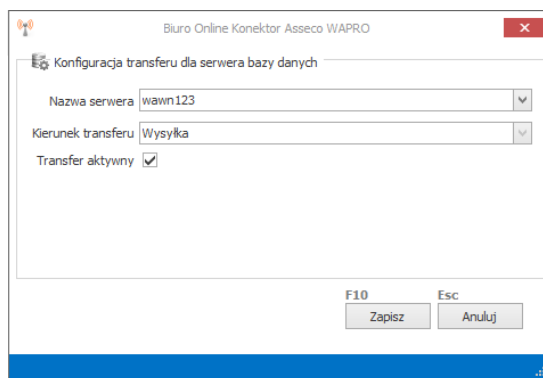 Biuro Online Konektor Asseco WAPRO
Konfiguracja transferu dla serwera bazy danych
Nazwa serwera wawn123
Kierunek transferu Wysyłka
Transfer aktywny
F10 Esc
Zapisz Anuluj